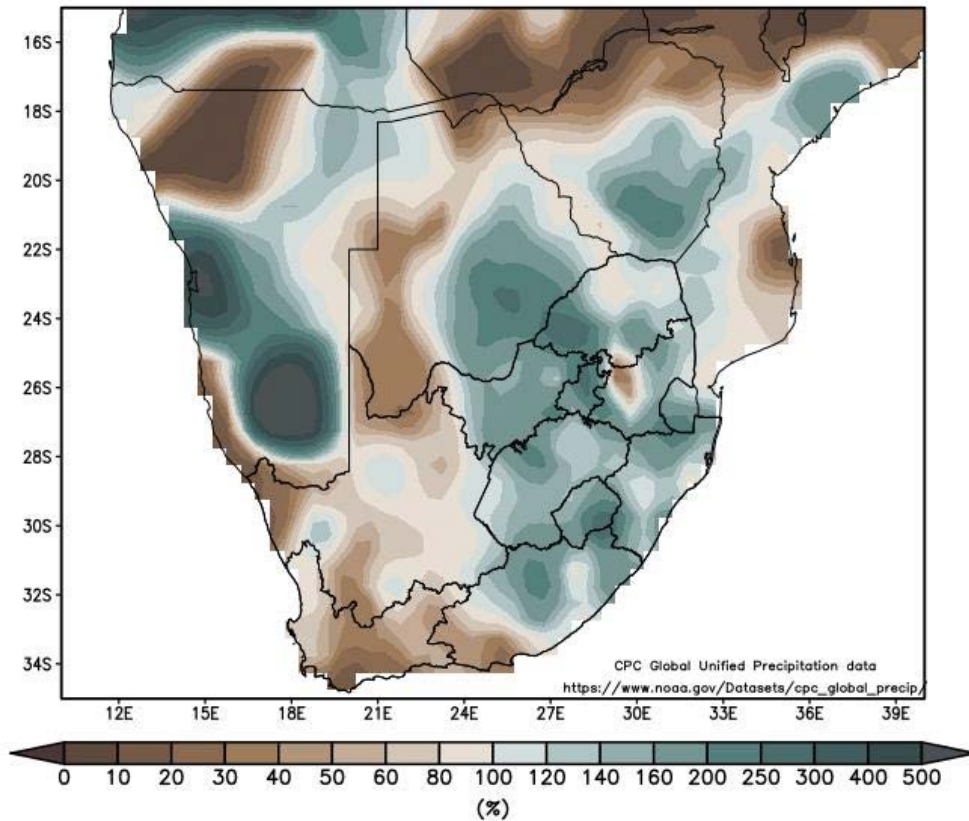 16S
18S
20S
22S
24S
26S
28S
30S
32S
34S
CPC Global Unified Precipitation data
https://www.noaa.gov/Datasets/cpc_global_precip/
12E 15E 18E 21E 24E 27E 30E 33E 36E 39E
0 10 20 30 40 50 60 80 100 120 140 160 200 250 300 400 500
(%)